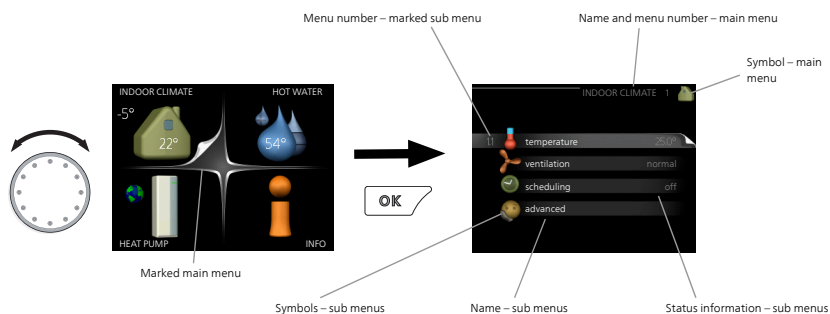 Menu number – marked sub menu
Name and menu number – main menu
Symbol – main
menu
INDOOR CLIMATE
HOT WATER
-5°
22°
54°
HEAT PUMP
INFO
Marked main menu
OK
INDOOR CLIMATE 1
1.1 temperature 25.0°
ventilation normal
scheduling off
advanced
Symbols – sub menus
Name – sub menus
Status information – sub menus